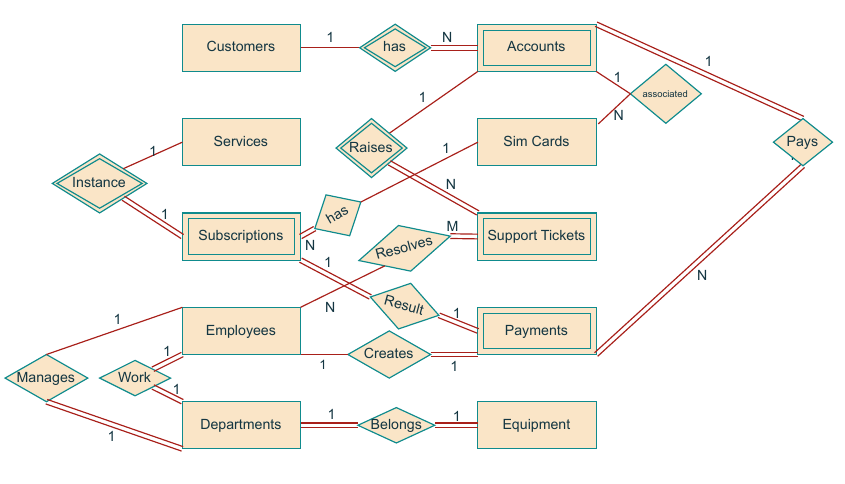 Customers
1
has
N
Accounts
1
1
associated
N
1
Services
1
Raises
1
Sim Cards
Pays
1
Instance
N
1
has
N
Subscriptions
M
Resolves
Support Tickets
1
N
Result
1
N
Employees
Payments
1
1
Creates
1
1
Manages
Work
1
1
Departments
1
Belongs
1
Equipment
1